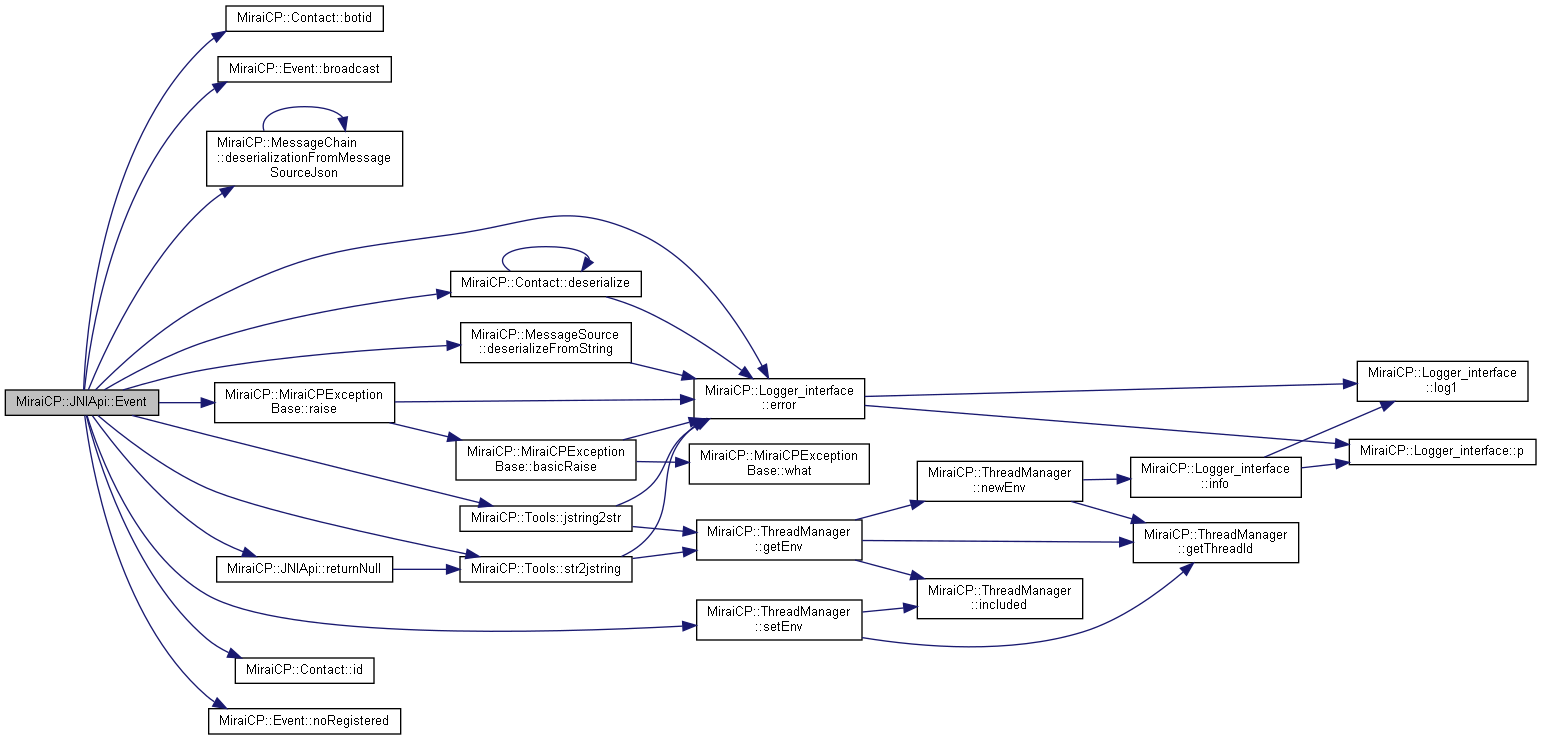 MiraiCP::Contact::botid
MiraiCP::Event::broadcast
MiraiCP::MessageChain
::deserializationFromMessage
SourceJson
MiraiCP::Contact::deserialize
MiraiCP::MessageSource
::deserializeFromString
MiraiCP::JNIApi::Event
MiraiCP::MiraiCPException
Base::raise
MiraiCP::Logger_interface
::error
MiraiCP::Logger_interface
::log1
MiraiCP::MiraiCPException
Base::basicRaise
MiraiCP::MiraiCPException
Base::what
MiraiCP::Logger_interface::p
MiraiCP::ThreadManager
::newEnv
MiraiCP::Logger_interface
::info
MiraiCP::Tools::jstring2str
MiraiCP::ThreadManager
::getEnv
MiraiCP::ThreadManager
::getThreadId
MiraiCP::JNIApi::returnNull
MiraiCP::Tools::str2jstring
MiraiCP::ThreadManager
::included
MiraiCP::ThreadManager
::setEnv
MiraiCP::Contact::id
MiraiCP::Event::noRegistered